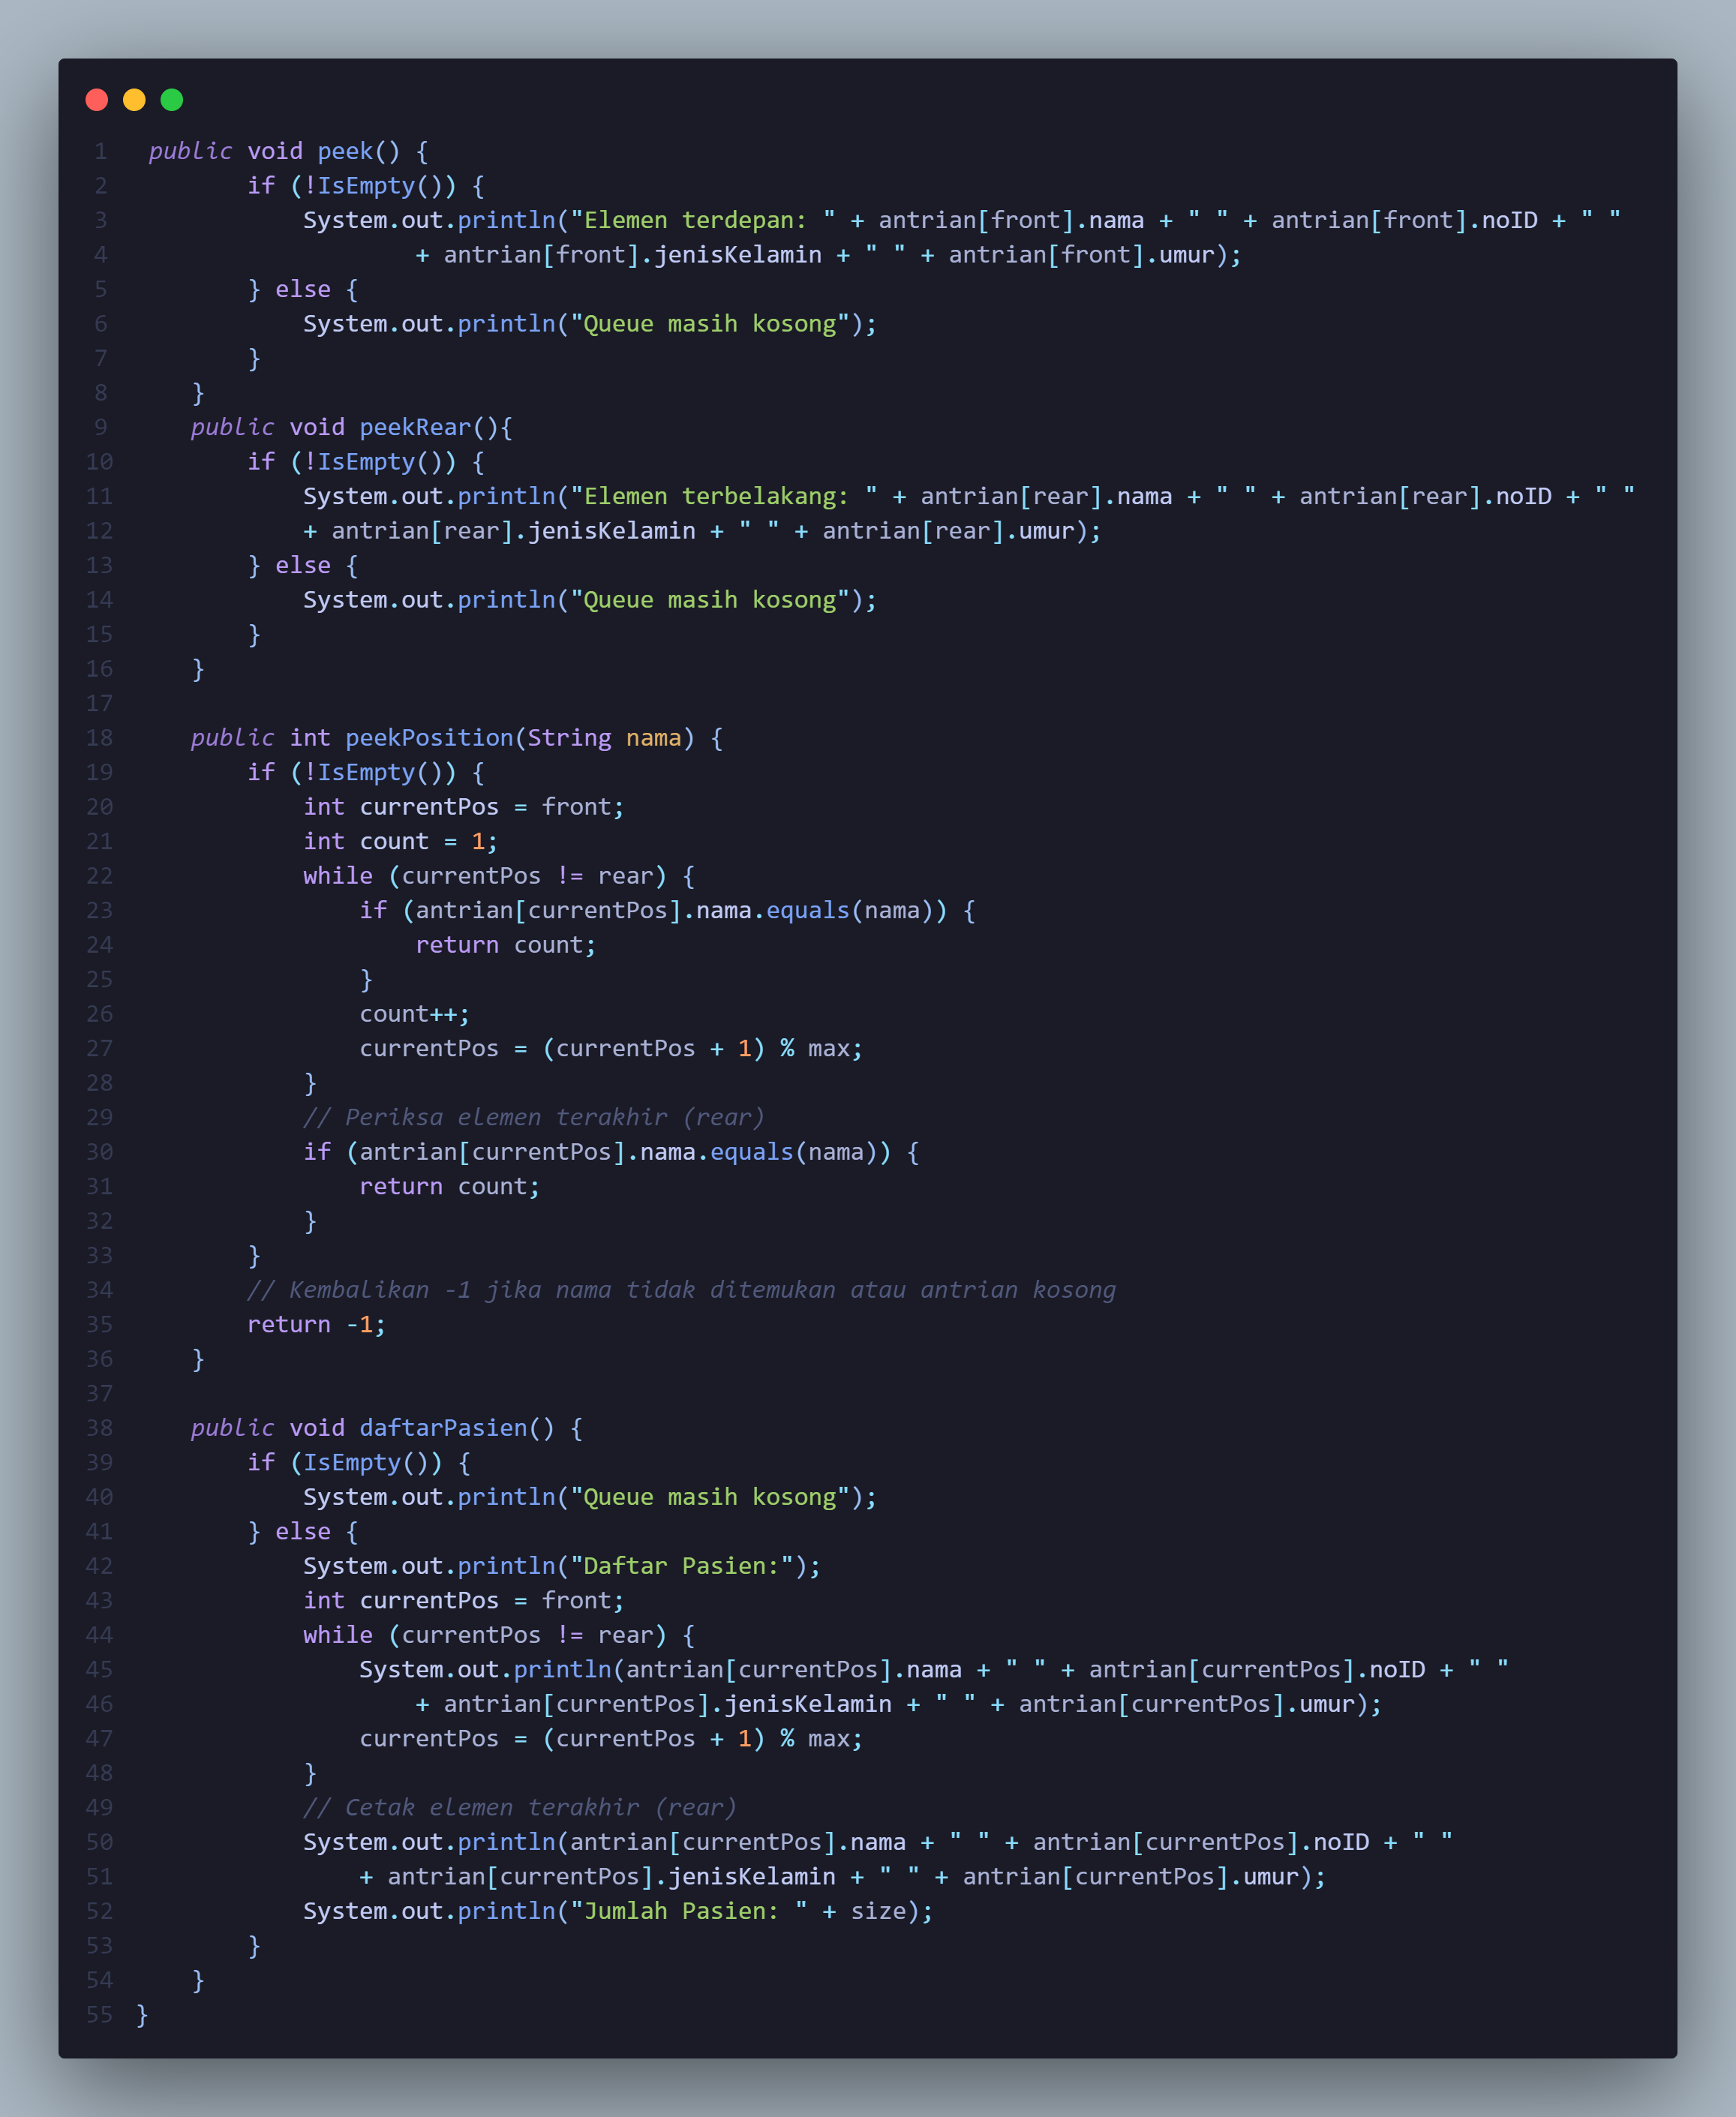 1 public void peek() {
2 if (!IsEmpty()) {
3 System.out.println("Elemen terdepan: " + antrian[front].nama + " " + antrian[front].noID + " "
4 + antrian[front].jenisKelamin + " " + antrian[front].umur);
5 } else {
6 System.out.println("Queue masih kosong");
7 }
8 }
9 public void peekRear(){
10 if (!IsEmpty()) {
11 System.out.println("Elemen terbelakang: " + antrian[rear].nama + " " + antrian[rear].noID + " "
12 + antrian[rear].jenisKelamin + " " + antrian[rear].umur);
13 } else {
14 System.out.println("Queue masih kosong");
15 }
16 }
17
18 public int peekPosition(String nama) {
19 if (!IsEmpty()) {
20 int currentPos = front;
21 int count = 1;
22 while (currentPos != rear) {
23 if (antrian[currentPos].nama.equals(nama)) {
24 return count;
25 }
26 count++;
27 currentPos = (currentPos + 1) % max;
28 }
29 // Periksa elemen terakhir (rear)
30 if (antrian[currentPos].nama.equals(nama)) {
31 return count;
32 }
33 }
34 // Kembalikan -1 jika nama tidak ditemukan atau antrian kosong
35 return -1;
36 }
37
38 public void daftarPasien() {
39 if (IsEmpty()) {
40 System.out.println("Queue masih kosong");
41 } else {
42 System.out.println("Daftar Pasien:");
43 int currentPos = front;
44 while (currentPos != rear) {
45 System.out.println(antrian[currentPos].nama + " " + antrian[currentPos].noID + " "
46 + antrian[currentPos].jenisKelamin + " " + antrian[currentPos].umur);
47 currentPos = (currentPos + 1) % max;
48 }
49 // Cetak elemen terakhir (rear)
50 System.out.println(antrian[currentPos].nama + " " + antrian[currentPos].noID + " "
51 + antrian[currentPos].jenisKelamin + " " + antrian[currentPos].umur);
52 System.out.println("Jumlah Pasien: " + size);
53 }
54 }
55 }